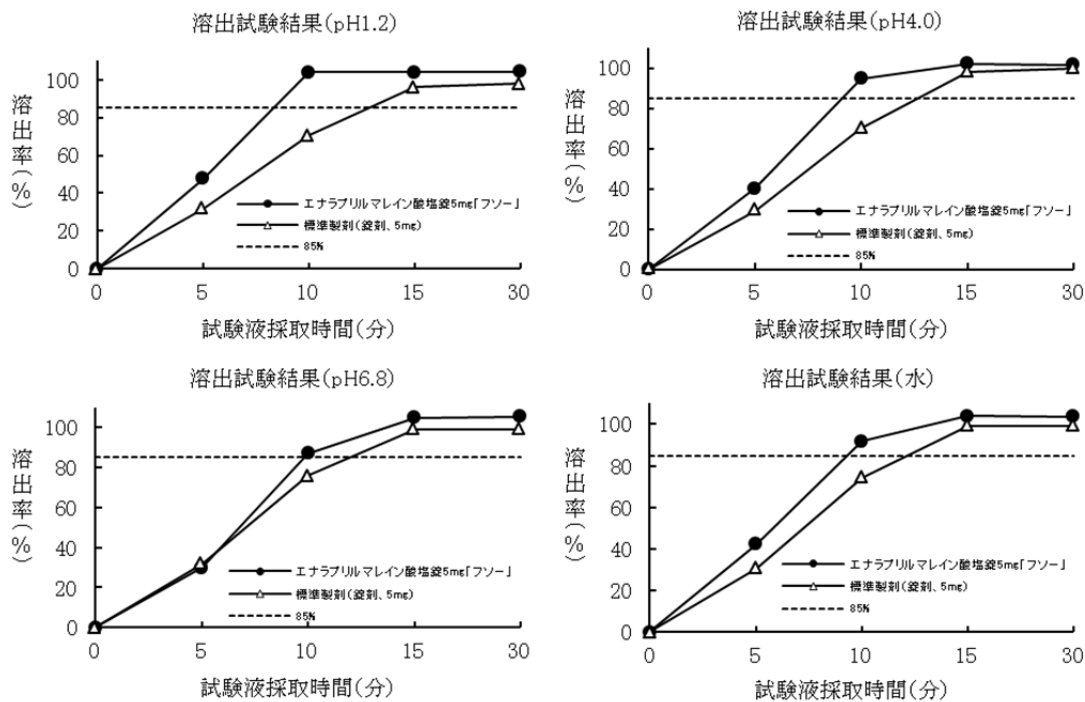 溶出試験結果(pH1.2)
100
80
60
40
20
0
溶出率(%)
エナラプリルマレイン酸塩錠5mg「フソー」
標準製剤(錠剤、5mg)
85%
0 5 10 15 30
試験液採取時間(分)
溶出試験結果(pH4.0)
100
80
60
40
20
0
溶出率(%)
エナラプリルマレイン酸塩錠5mg「フソー」
標準製剤(錠剤、5mg)
85%
0 5 10 15 30
試験液採取時間(分)
溶出試験結果(pH6.8)
100
80
60
40
20
0
溶出率(%)
エナラプリルマレイン酸塩錠5mg「フソー」
標準製剤(錠剤、5mg)
85%
0 5 10 15 30
試験液採取時間(分)
溶出試験結果(水)
100
80
60
40
20
0
溶出率(%)
エナラプリルマレイン酸塩錠5mg「フソー」
標準製剤(錠剤、5mg)
85%
0 5 10 15 30
試験液採取時間(分)